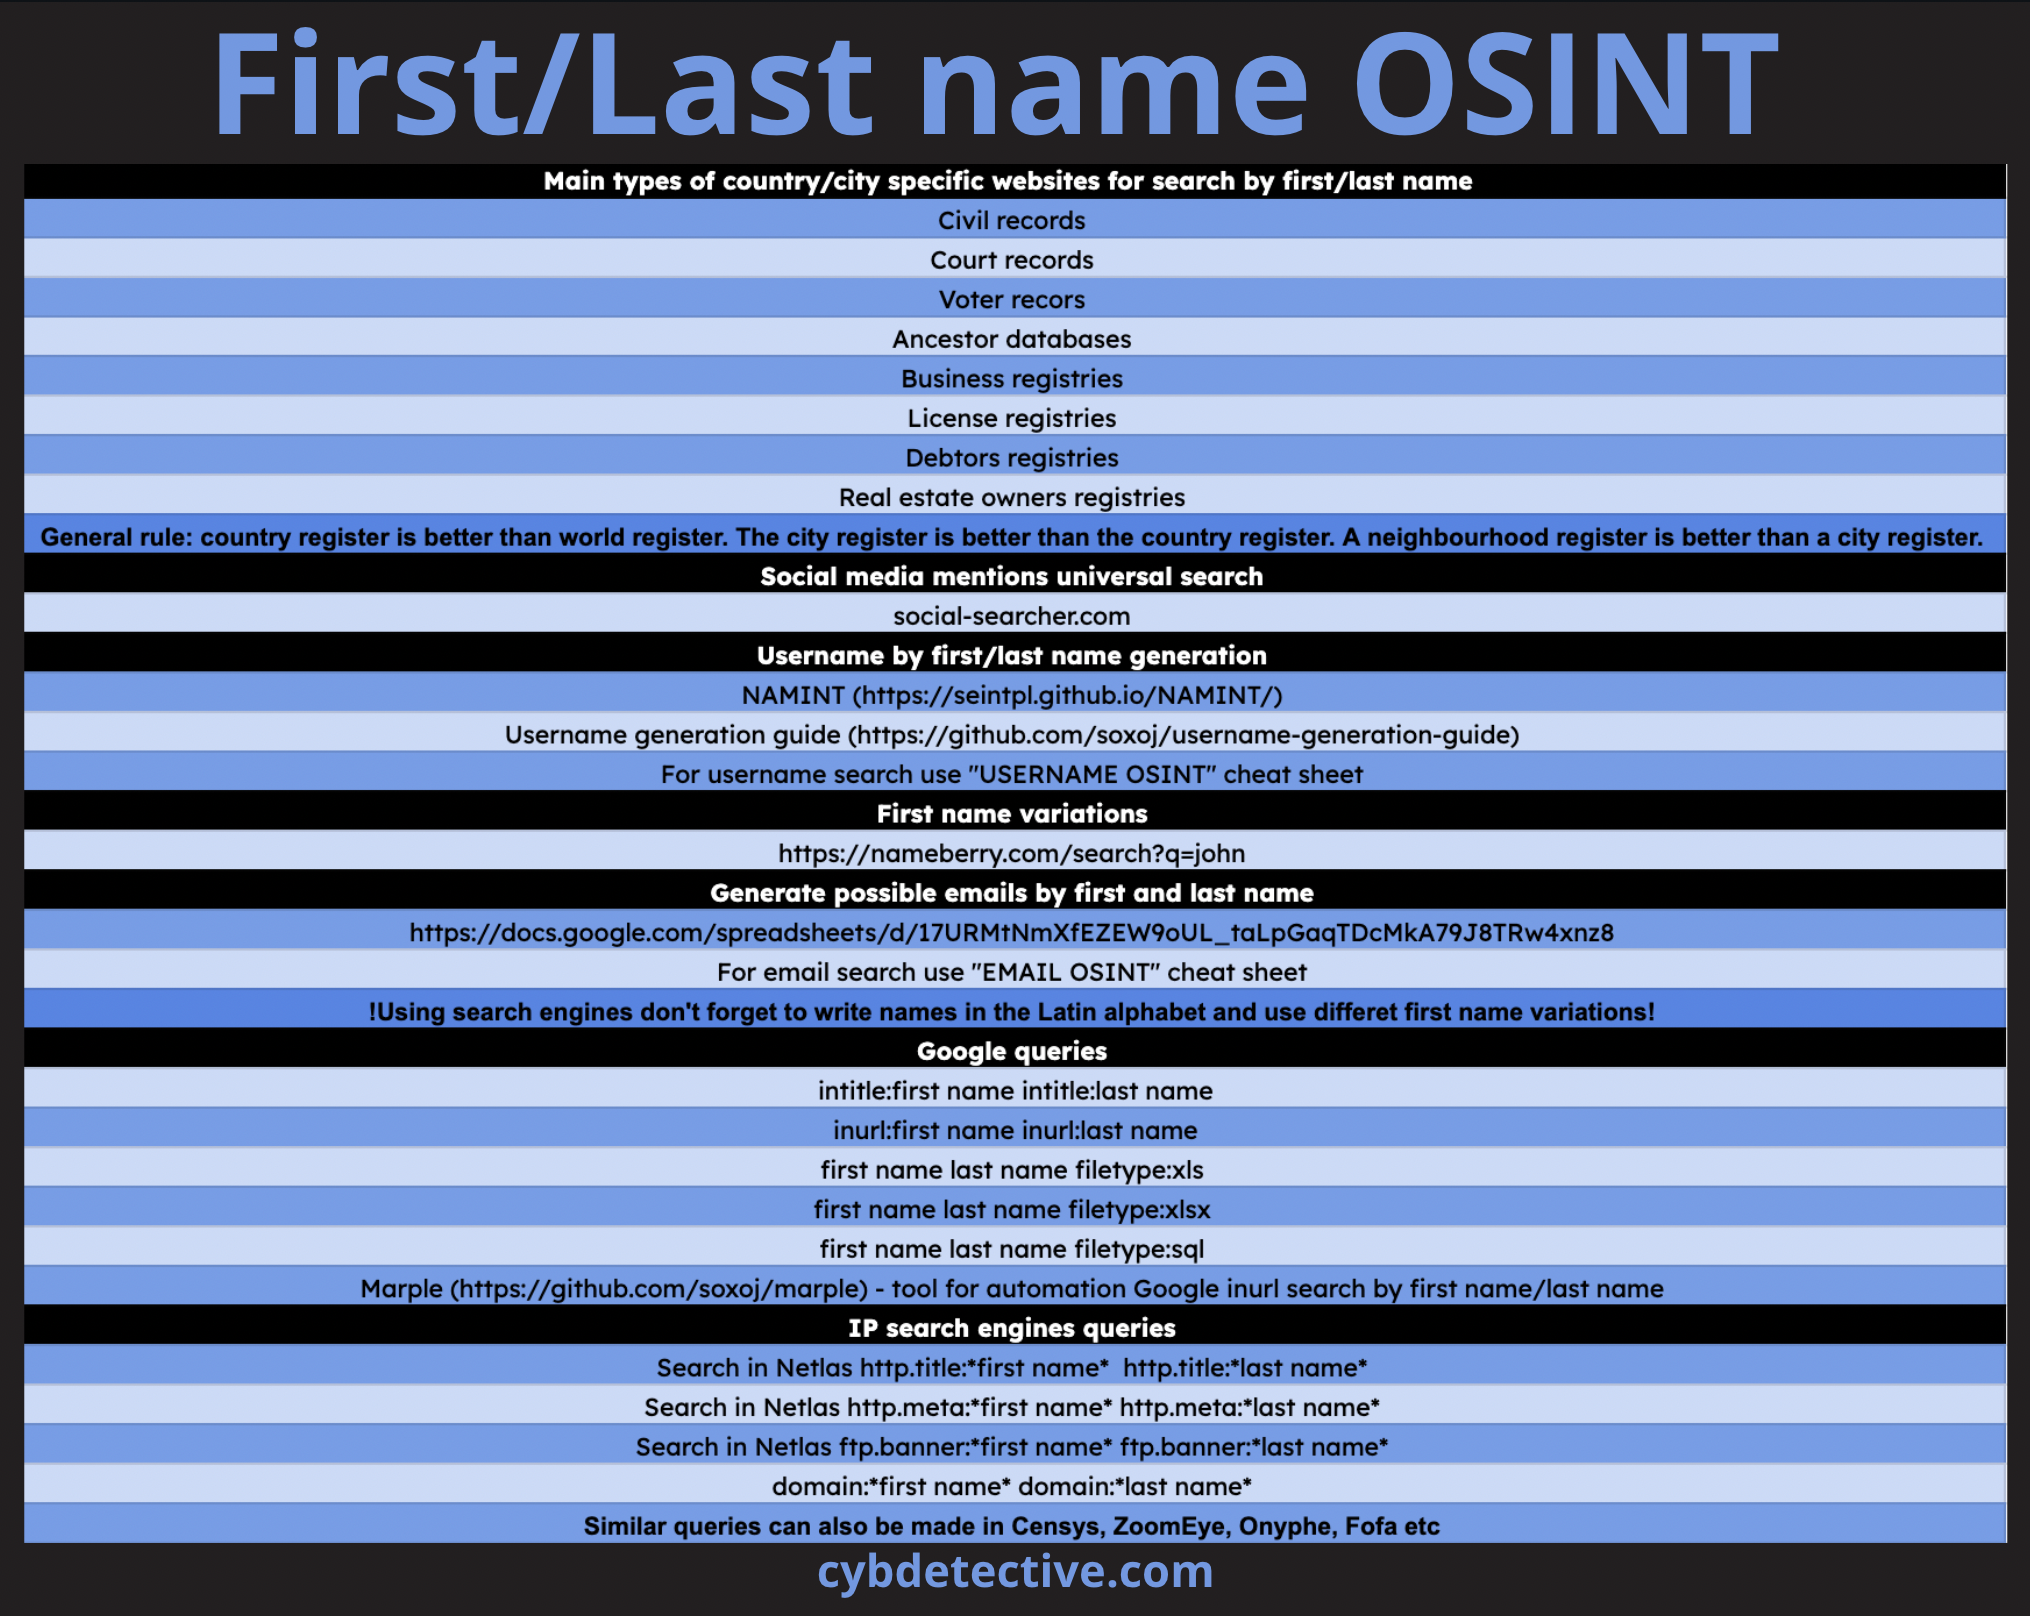 First/Last name OSINT
Main types of country/city specific websites for search by first/last name
Civil records
Court records
Voter recors
Ancestor databases
Business registries
License registries
Debtors registries
Real estate owners registries
General rule: country register is better than world register. The city register is better than the country register. A neighbourhood register is better than a city register.
Social media mentions universal search
social-searcher.com
Username by first/last name generation
NAMINT (https://seintpl.github.io/NAMINT/)
Username generation guide (https://github.com/soxoj/username-generation-guide)
For username search use "USERNAME OSINT" cheat sheet
First name variations
https://nameberry.com/search?q=john
Generate possible emails by first and last name
https://docs.google.com/spreadsheets/d/17URMtNmXfEZEW9oUL_taLpGaqTDcMkA79J8TRw4xnz8
For email search use "EMAIL OSINT" cheat sheet
!Using search engines don't forget to write names in the Latin alphabet and use differet first name variations!
Google queries
intitle:first name intitle:last name
inurl:first name inurl:last name
first name last name filetype:xls
first name last name filetype:xlsx
first name last name filetype:sql
Marple (https://github.com/soxoj/marple) - tool for automation Google inurl search by first name/last name
IP search engines queries
Search in Netlas http.title:*first name*  http.title:*last name*
Search in Netlas http.meta:*first name* http.meta:*last name*
Search in Netlas ftp.banner:*first name* ftp.banner:*last name*
domain:*first name* domain:*last name*
Similar queries can also be made in Censys, ZoomEye, Onyphe, Fofa etc
cybdetective.com